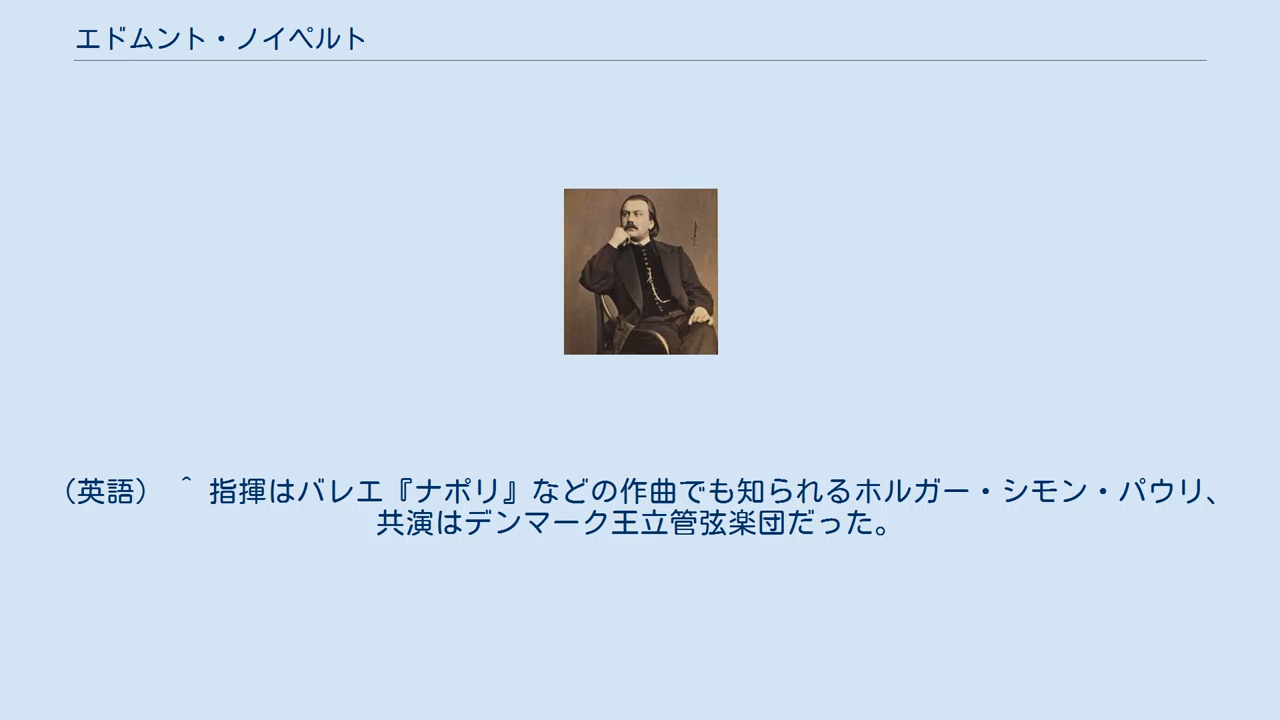 エドムント・ノイペルト
（英語） ^ 指揮はバレエ『ナポリ』などの作曲でも知られるホルガー・シモン・パウリ、
共演はデンマーク王立管弦楽団だった。